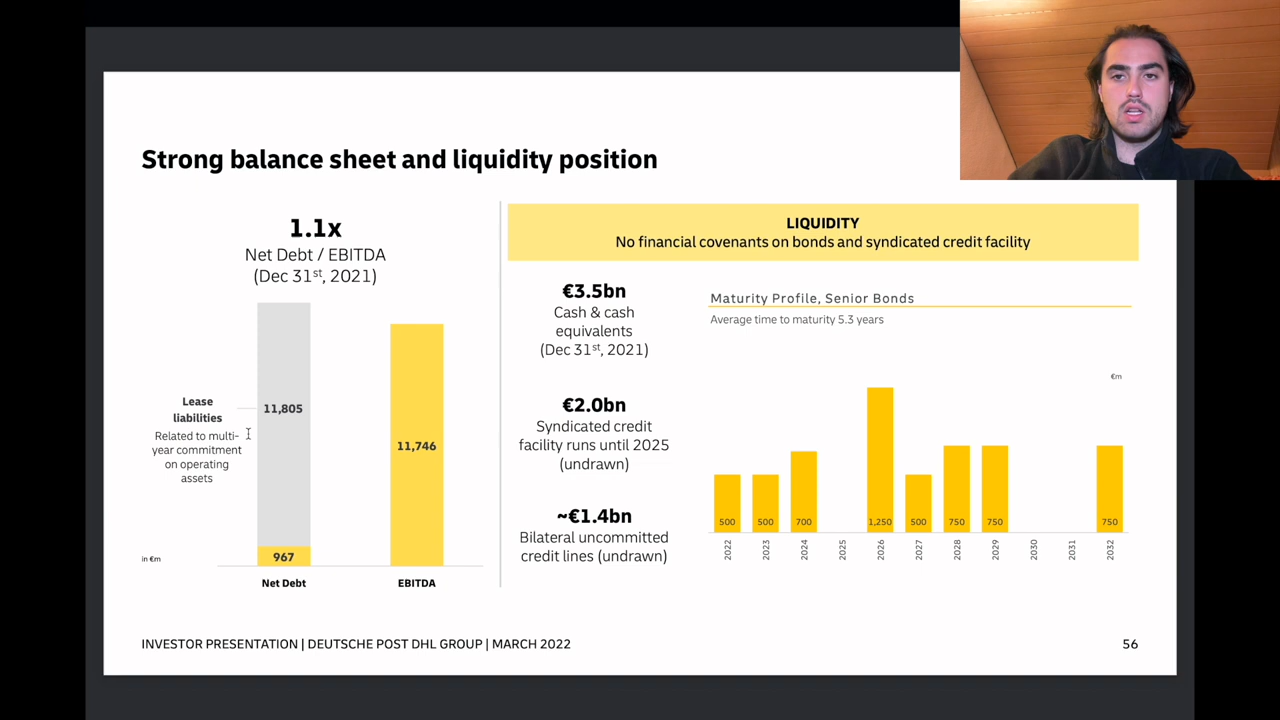 Strong balance sheet and liquidity position
1.1x
Net Debt / EBITDA
(Dec 31st, 2021)
Lease
liabilities
Related to multi-
year commitment
on operating
assets
11,805
967
11,746
in €m
Net Debt
EBITDA
LIQUIDITY
No financial covenants on bonds and syndicated credit facility
€3.5bn
Cash & cash
equivalents
(Dec 31st, 2021)
€2.0bn
Syndicated credit
facility runs until 2025
(undrawn)
~€1.4bn
Bilateral uncommitted
credit lines (undrawn)
Maturity Profile, Senior Bonds
Average time to maturity 5.3 years
€m
500 500 700 1,250 500 750 750 750
2022 2023 2024 2025 2026 2027 2028 2029 2030 2031 2032
INVESTOR PRESENTATION | DEUTSCHE POST DHL GROUP | MARCH 2022
56